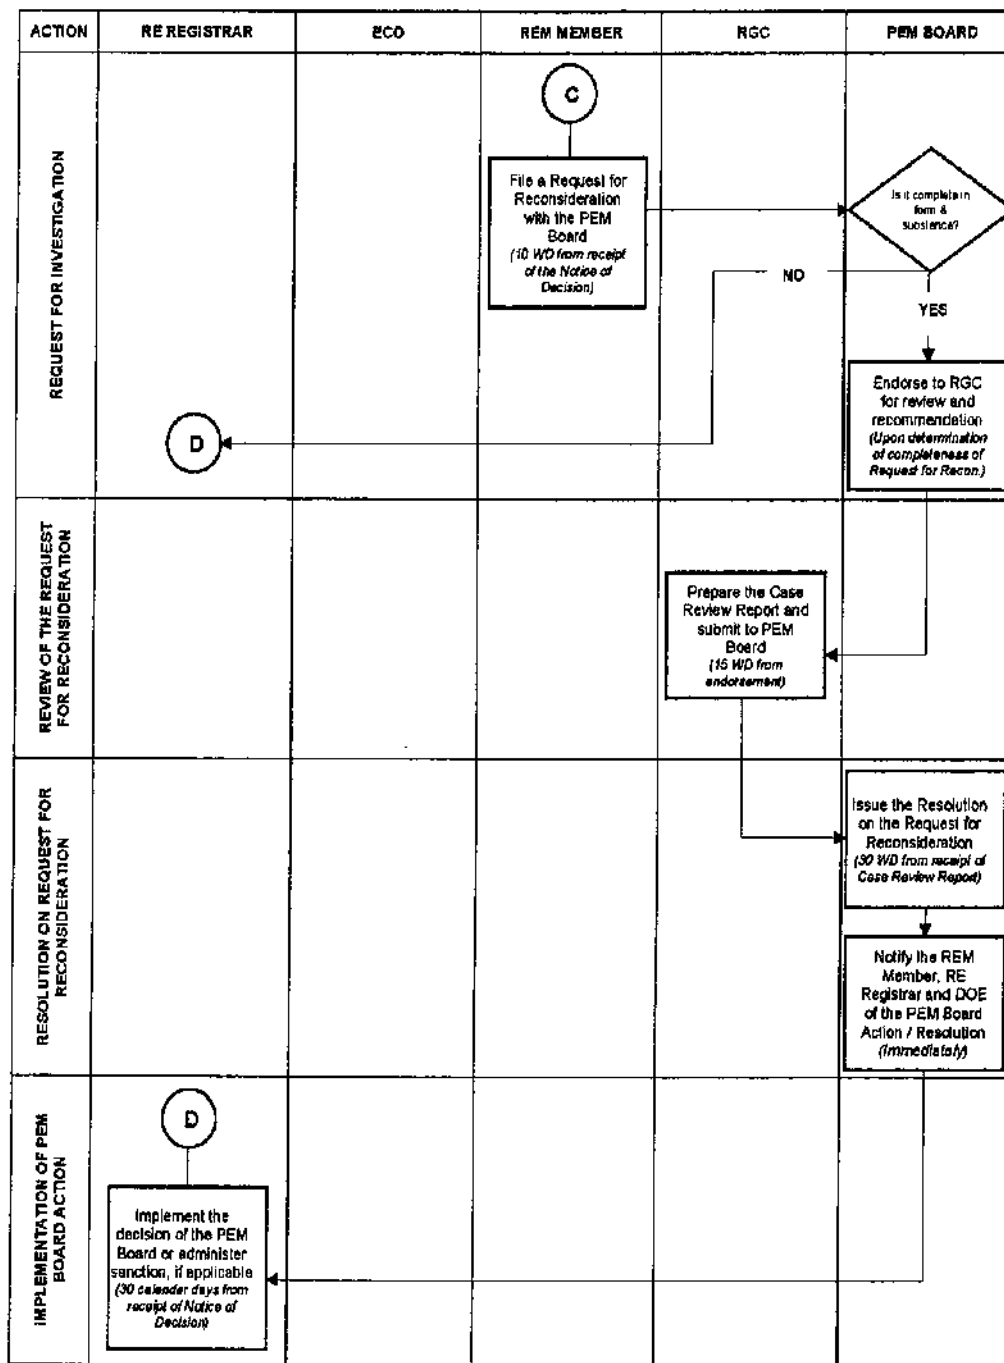 ACTION
RE REGISTRAR
ECO
REM MEMBER
RGC
PEM BOARD
REQUEST FOR INVESTIGATION
C
File a Request for
Reconsideration
with the PEM
Board
(10 WD from receipt
of the Notice of
Decision)
Is it complete in
form &
substance?
NO
YES
Endorse to RGC
for review and
recommendation
(Upon determination
of completeness of
Request for Recon.)
D
REVIEW OF THE REQUEST
FOR RECONSIDERATION
Prepare the Case
Review Report and
submit to PEM
Board
(15 WD from
endorsement)
RESOLUTION ON REQUEST FOR
RECONSIDERATION
Issue the Resolution
on the Request for
Reconsideration
(30 WD from receipt of
Case Review Report)
Notify the REM
Member, RE
Registrar and DOE
of the PEM Board
Action / Resolution
(Immediately)
IMPLEMENTATION OF PEM
BOARD ACTION
D
Implement the
decision of the PEM
Board or administer
sanction, if applicable
(30 calender days from
receipt of Notice of
Decision)